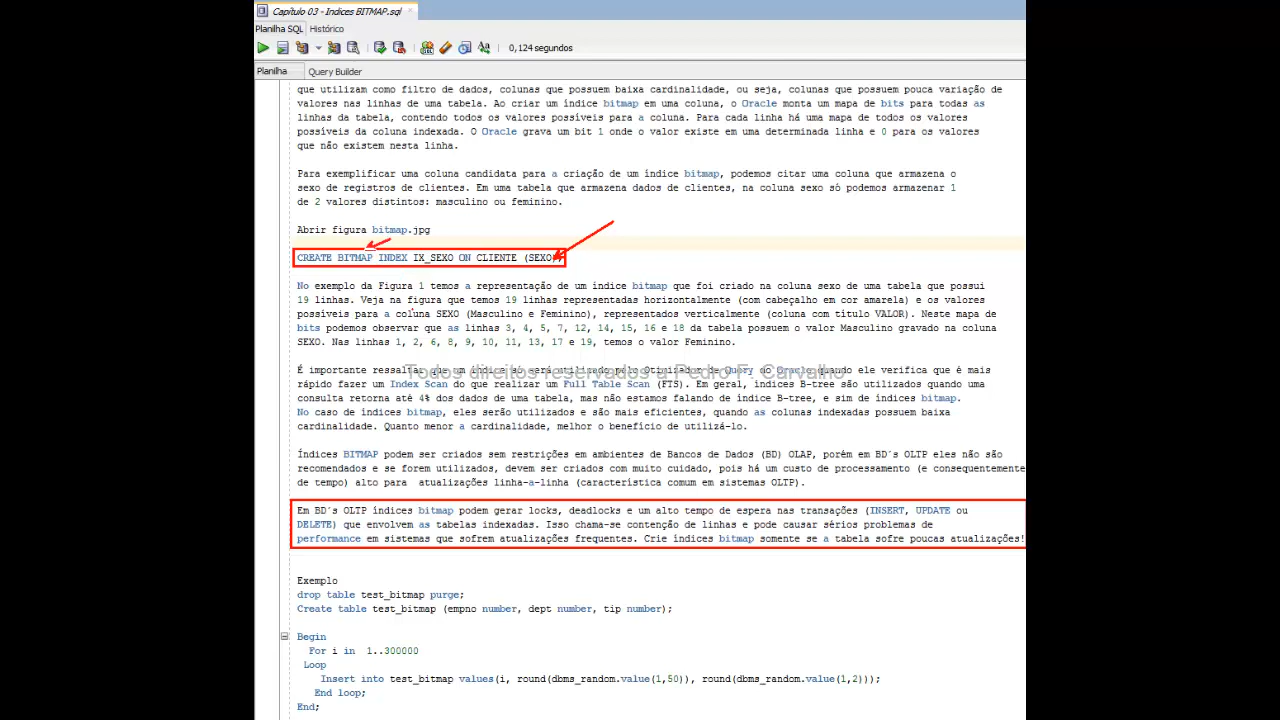 Capítulo 03 - Indices BITMAP.sql
Planilha SQL Histórico
0,124 segundos
Planilha Query Builder
que utilizam como filtro de dados, colunas que possuem baixa cardinalidade, ou seja, colunas que possuem pouca variação de
valores nas linhas de uma tabela. Ao criar um índice bitmap em uma coluna, o Oracle monta um mapa de bits para todas as
linhas da tabela, contendo todos os valores possíveis para a coluna. Para cada linha há uma mapa de todos os valores
possíveis da coluna indexada. O Oracle grava um bit 1 onde o valor existe em uma determinada linha e 0 para os valores
que não existem nesta linha.
Para exemplificar uma coluna candidata para a criação de um índice bitmap, podemos citar uma coluna que armazena o
sexo de registros de clientes. Em uma tabela que armazena dados de clientes, na coluna sexo só podemos armazenar 1
de 2 valores distintos: masculino ou feminino.
Abrir figura bitmap.jpg
CREATE BITMAP INDEX IX_SEXO ON CLIENTE (SEXO)
No exemplo da Figura 1 temos a representação de um índice bitmap que foi criado na coluna sexo de uma tabela que possui
19 linhas. Veja na figura que temos 19 linhas representadas horizontalmente (com cabeçalho em cor amarela) e os valores
possíveis para a coluna SEXO (Masculino e Feminino), representados verticalmente (coluna com título VALOR). Neste mapa de
bits podemos observar que as linhas 3, 4, 5, 7, 12, 14, 15, 16 e 18 da tabela possuem o valor Masculino gravado na coluna
SEXO. Nas linhas 1, 2, 6, 8, 9, 10, 11, 13, 17 e 19, temos o valor Feminino.
É importante ressaltar que um índice só será utilizado pelo Otimizador de Query do Oracle quando ele verifica que é mais
Todos direitos reservados a Pedro F. Carvalho
rápido fazer um Index Scan do que realizar um Full Table Scan (FTS). Em geral, índices B-tree são utilizados quando uma
consulta retorna até 4% dos dados de uma tabela, mas não estamos falando de índice B-tree, e sim de índices bitmap.
No caso de índices bitmap, eles serão utilizados e são mais eficientes, quando as colunas indexadas possuem baixa
cardinalidade. Quanto menor a cardinalidade, melhor o benefício de utilizá-lo.
Índices BITMAP podem ser criados sem restrições em ambientes de Bancos de Dados (BD) OLAP, porém em BD´s OLTP eles não são
recomendados e se forem utilizados, devem ser criados com muito cuidado, pois há um custo de processamento (e consequentemente
de tempo) alto para atualizações linha-a-linha (característica comum em sistemas OLTP).
Em BD´s OLTP índices bitmap podem gerar locks, deadlocks e um alto tempo de espera nas transações (INSERT, UPDATE ou
DELETE) que envolvem as tabelas indexadas. Isso chama-se contenção de linhas e pode causar sérios problemas de
performance em sistemas que sofrem atualizações frequentes. Crie índices bitmap somente se a tabela sofre poucas atualizações!
Exemplo
drop table test_bitmap purge;
Create table test_bitmap (empno number, dept number, tip number);
Begin
For i in 1..300000
Loop
Insert into test_bitmap values(i, round(dbms_random.value(1,50)), round(dbms_random.value(1,2)));
End loop;
End;